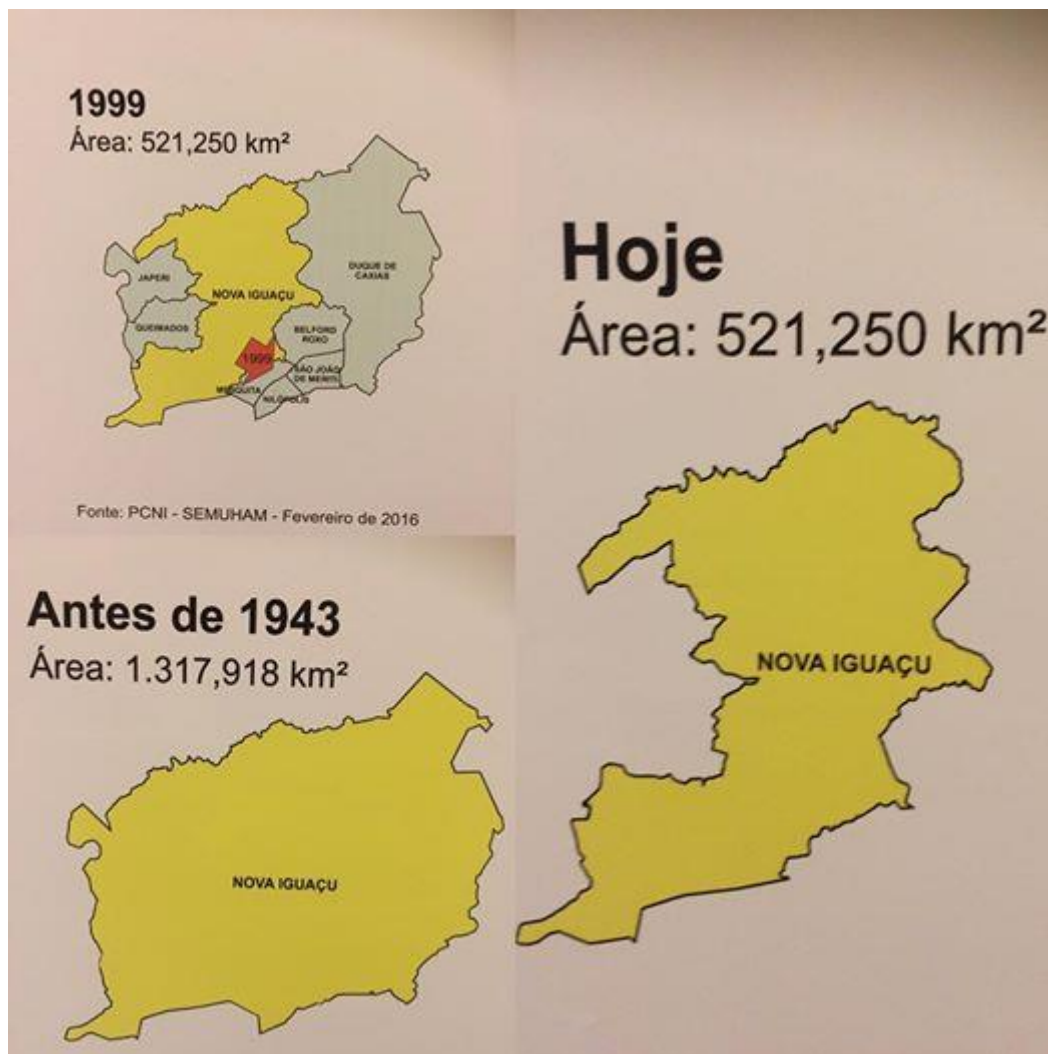 1999
Área: 521,250 km²
JAPERI
DUQUE DE
CAXIAS
NOVA IGUAÇU
QUEIMADOS
BELFORD
ROXO
1999
SÃO JOÃO
DE MERITI
MESQUITA
NILÓPOLIS
Fonte: PCNI - SEMUHAM - Fevereiro de 2016
Hoje
Área: 521,250 km²
NOVA IGUAÇU
Antes de 1943
Área: 1.317,918 km²
NOVA IGUAÇU